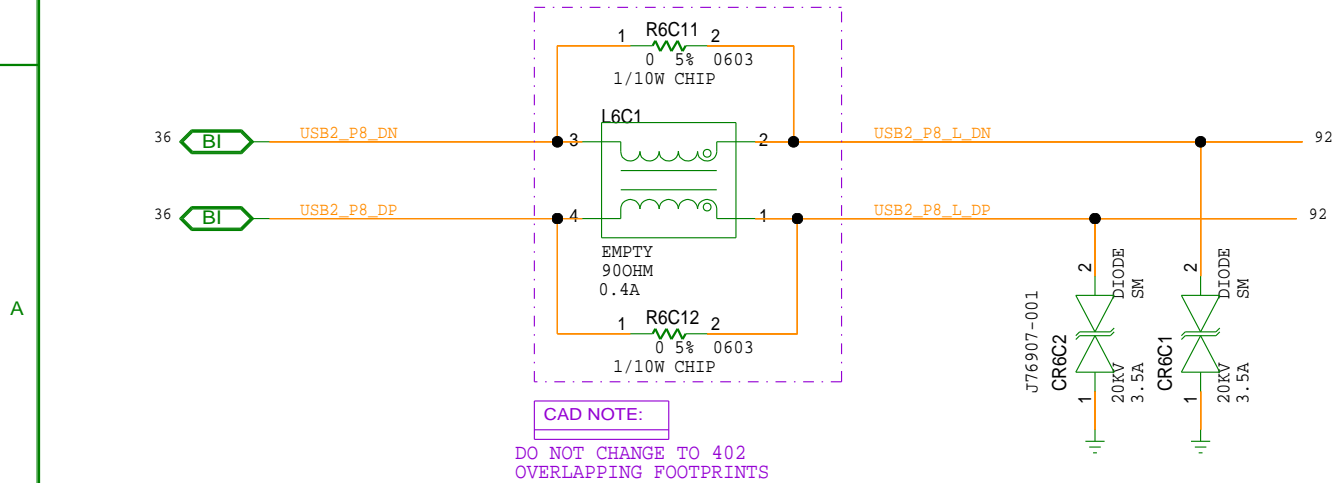 1 R6C11 2
0 5% 0603
1/10W CHIP
L6C1
36 BI USB2_P8_DN 3 2 USB2_P8_L_DN 92
36 BI USB2_P8_DP 4 1 USB2_P8_L_DP 92
EMPTY
90OHM
0.4A
1 R6C12 2
0 5% 0603
1/10W CHIP
A
J76907-001
CR6C2
2
1
DIODE
SM
20KV
3.5A
CR6C1
2
1
DIODE
SM
20KV
3.5A
CAD NOTE:
DO NOT CHANGE TO 402
OVERLAPPING FOOTPRINTS